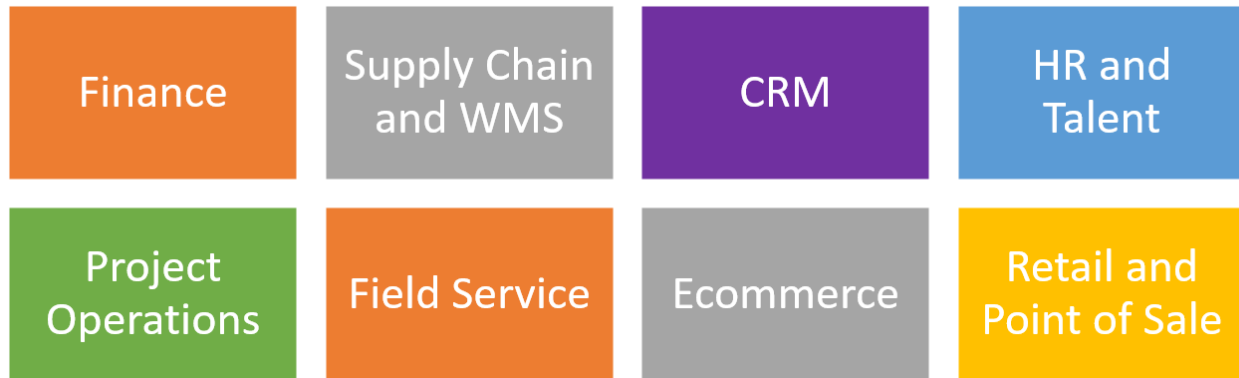 Finance
Supply Chain
and WMS
CRM
HR and
Talent
Project
Operations
Field Service
Ecommerce
Retail and
Point of Sale